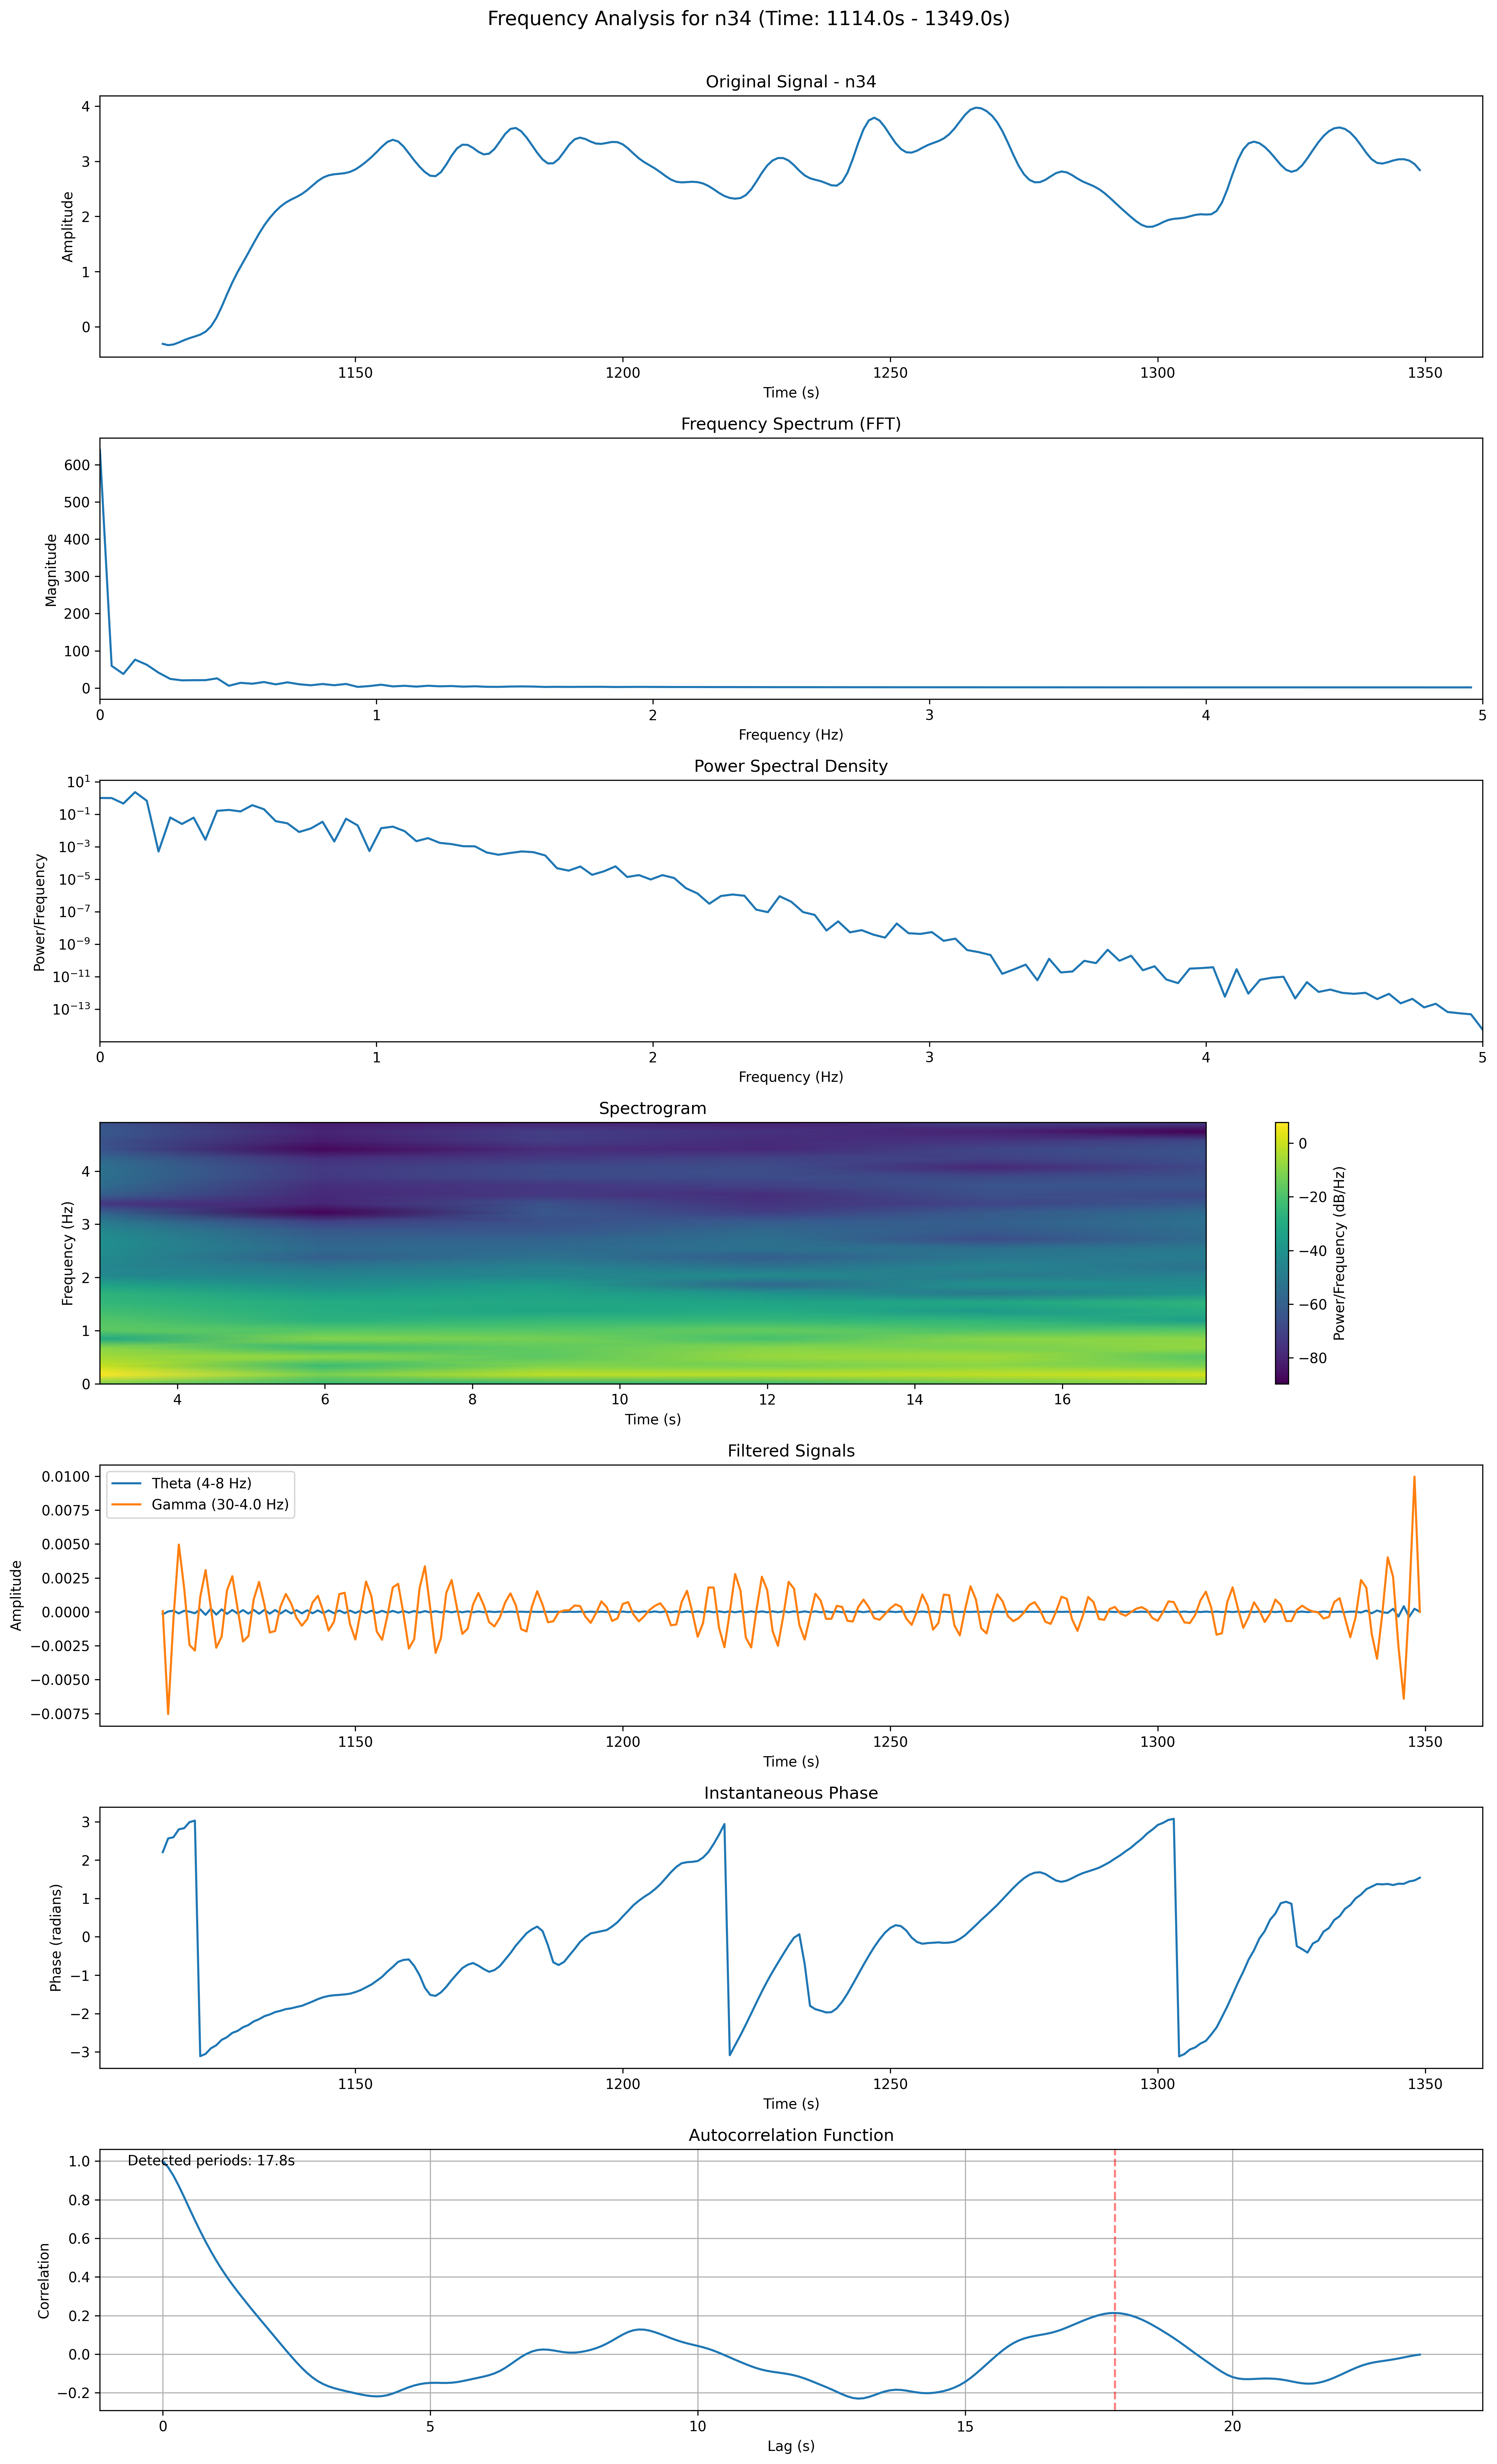 Frequency Analysis for n34 (Time: 1114.0s - 1349.0s)
Original Signal - n34
4
3
2
1
0
Amplitude
1150 1200 1250 1300 1350
Time (s)
Frequency Spectrum (FFT)
600
500
400
300
200
100
0
Magnitude
0 1 2 3 4 5
Frequency (Hz)
Power Spectral Density
10^1
10^-1
10^-3
10^-5
10^-7
10^-9
10^-11
10^-13
Power/Frequency
0 1 2 3 4 5
Frequency (Hz)
Spectrogram
4
3
2
1
0
Frequency (Hz)
4 6 8 10 12 14 16
Time (s)
0
−20
−40
−60
−80
Power/Frequency (dB/Hz)
Filtered Signals
Theta (4-8 Hz)
Gamma (30-4.0 Hz)
0.0100
0.0075
0.0050
0.0025
0.0000
−0.0025
−0.0050
−0.0075
Amplitude
1150 1200 1250 1300 1350
Time (s)
Instantaneous Phase
3
2
1
0
−1
−2
−3
Phase (radians)
1150 1200 1250 1300 1350
Time (s)
Autocorrelation Function
Detected periods: 17.8s
1.0
0.8
0.6
0.4
0.2
0.0
−0.2
Correlation
0 5 10 15 20
Lag (s)